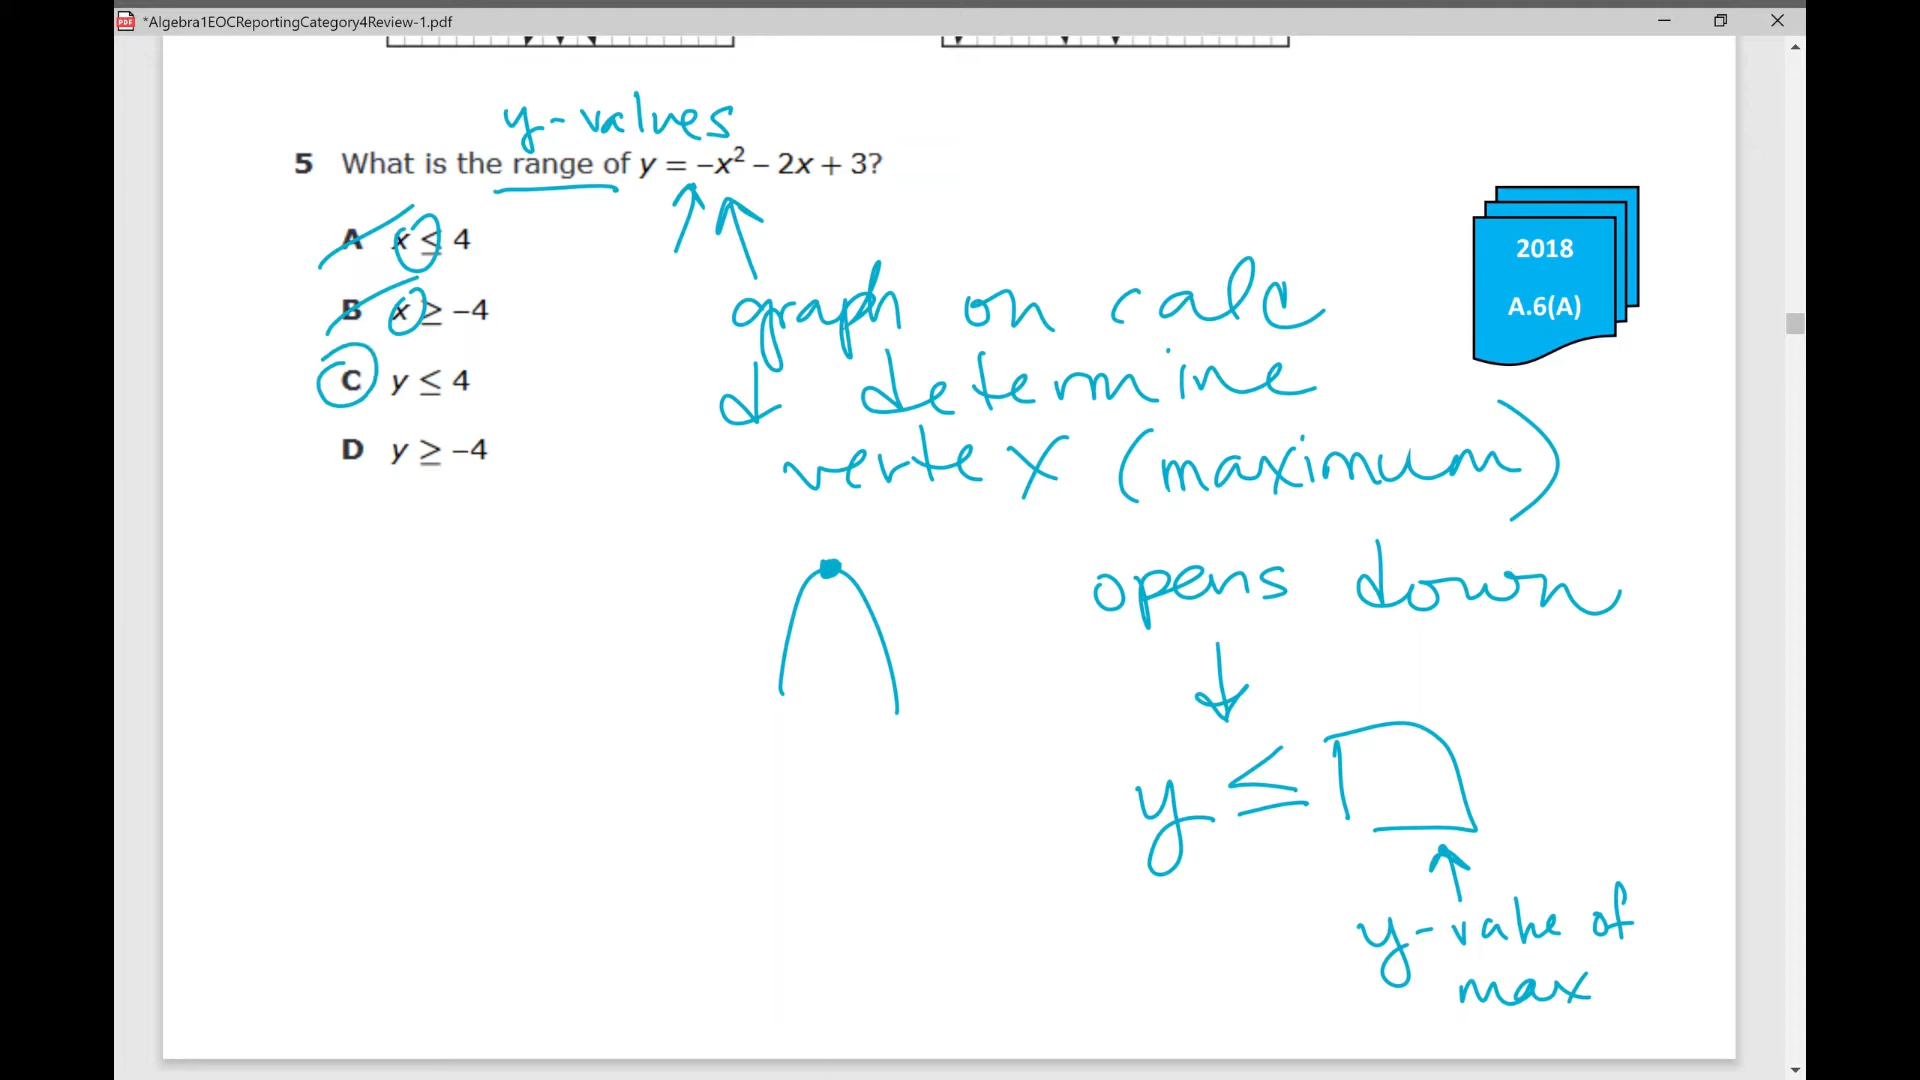 *Algebra1EOCReportingCategory4Review-1.pdf
y-values
5 What is the range of y = −x² − 2x + 3?
A x ≤ 4
B x ≥ −4
C y ≤ 4
D y ≥ −4
2018
A.6(A)
graph on calc
↓ determine
vertex (maximum)
opens down
↓
y ≤
y-value of
max